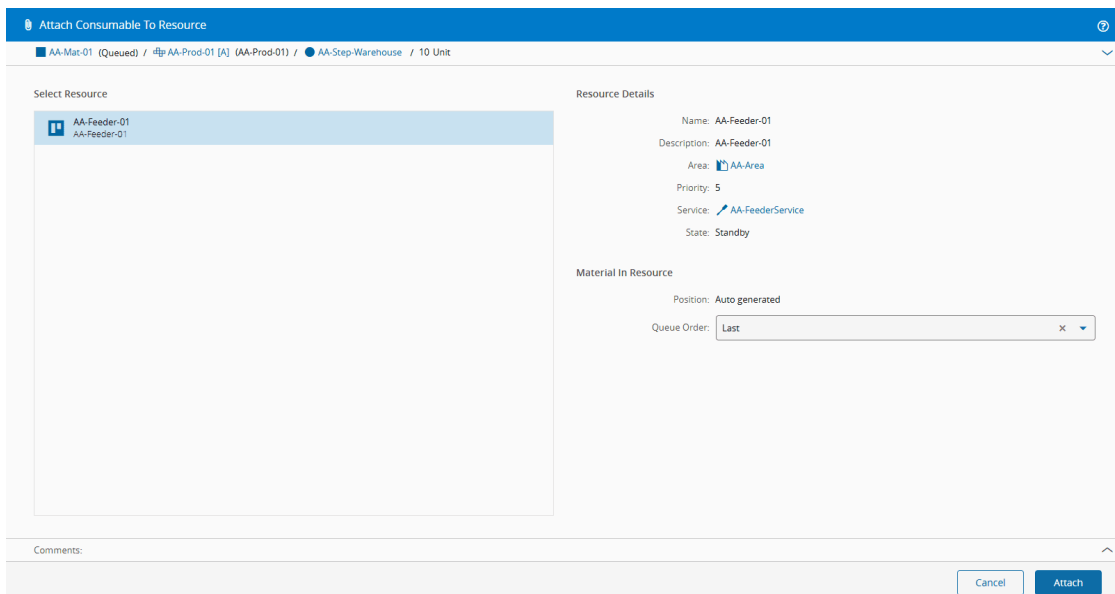 Attach Consumable To Resource
AA-Mat-01 (Queued) / AA-Prod-01 [A] (AA-Prod-01) / AA-Step-Warehouse / 10 Unit
Select Resource
AA-Feeder-01
AA-Feeder-01
Resource Details
Name: AA-Feeder-01
Description: AA-Feeder-01
Area: AA-Area
Priority: 5
Service: AA-FeederService
State: Standby
Material In Resource
Position: Auto generated
Queue Order: Last
Comments:
Cancel Attach